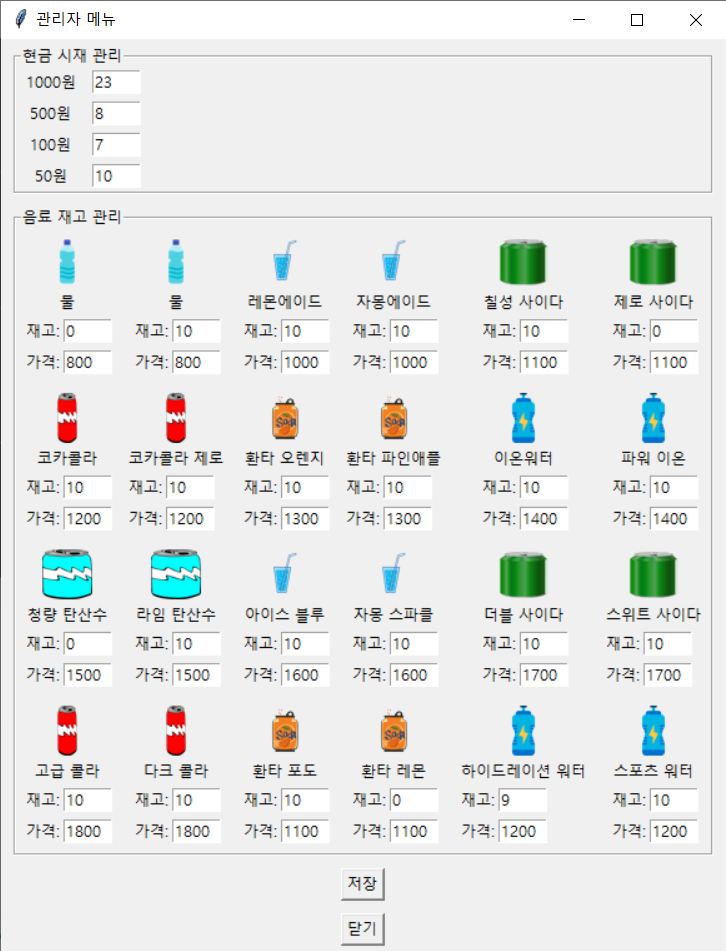 관리자 메뉴
현금 시재 관리
1000원 23
500원 8
100원 7
50원 10
음료 재고 관리
물 물 레몬에이드 자몽에이드 칠성 사이다 제로 사이다
재고: 0 재고: 10 재고: 10 재고: 10 재고: 10 재고: 0
가격: 800 가격: 800 가격: 1000 가격: 1000 가격: 1100 가격: 1100
Soda Soda
코카콜라 코카콜라 제로 환타 오렌지 환타 파인애플 이온워터 파워 이온
재고: 10 재고: 10 재고: 10 재고: 10 재고: 10 재고: 10
가격: 1200 가격: 1200 가격: 1300 가격: 1300 가격: 1400 가격: 1400
청량 탄산수 라임 탄산수 아이스 블루 자몽 스파클 더블 사이다 스위트 사이다
재고: 0 재고: 10 재고: 10 재고: 10 재고: 10 재고: 10
가격: 1500 가격: 1500 가격: 1600 가격: 1600 가격: 1700 가격: 1700
Soda Soda
고급 콜라 다크 콜라 환타 포도 환타 레몬 하이드레이션 워터 스포츠 워터
재고: 10 재고: 10 재고: 10 재고: 0 재고: 9 재고: 10
가격: 1800 가격: 1800 가격: 1100 가격: 1100 가격: 1200 가격: 1200
저장
닫기